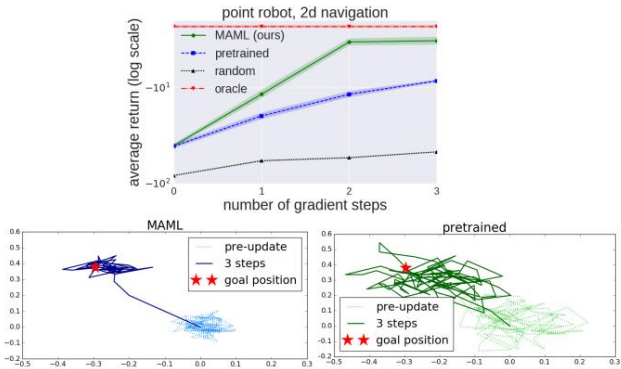 point robot, 2d navigation
MAML (ours)
pretrained
random
oracle
average return (log scale)
−10¹
−10²
0 1 2 3
number of gradient steps
MAML
pre-update
3 steps
goal position
0.6
0.5
0.4
0.3
0.2
0.1
0.0
−0.1
−0.2
−0.5 −0.4 −0.3 −0.2 −0.1 0.0 0.1 0.2 0.3
pretrained
pre-update
3 steps
goal position
0.6
0.5
0.4
0.3
0.2
0.1
0.0
−0.1
0.2
−0.5 −0.4 −0.3 −0.2 −0.1 0.0 0.1 0.2 0.3